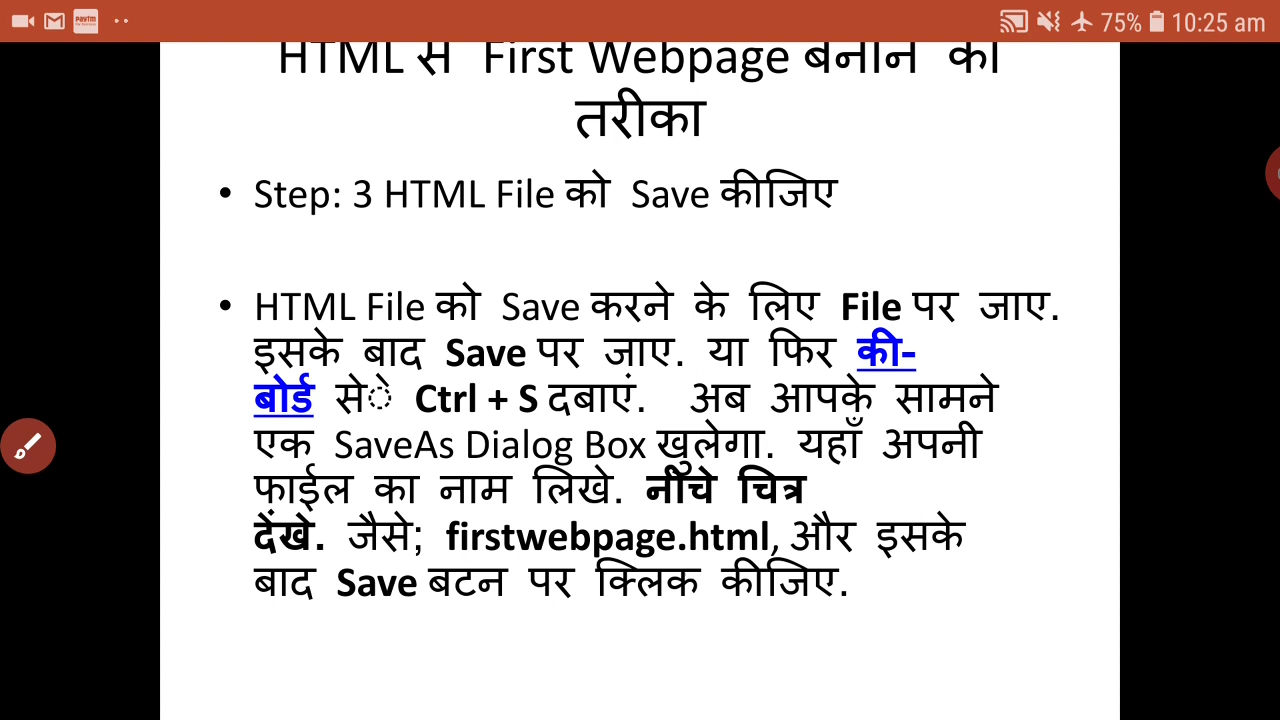 75% 10:25 am
HTML से First Webpage बनाने का
तरीका
• Step: 3 HTML File को Save कीजिए
• HTML File को Save करने के लिए File पर जाए.
इसके बाद Save पर जाए. या फिर की-
बोर्ड सेे Ctrl + S दबाएं. अब आपके सामने
एक SaveAs Dialog Box खुलेगा. यहाँ अपनी
फाईल का नाम लिखे. नीचे चित्र
देंखे. जैसे; firstwebpage.html, और इसके
बाद Save बटन पर क्लिक कीजिए.